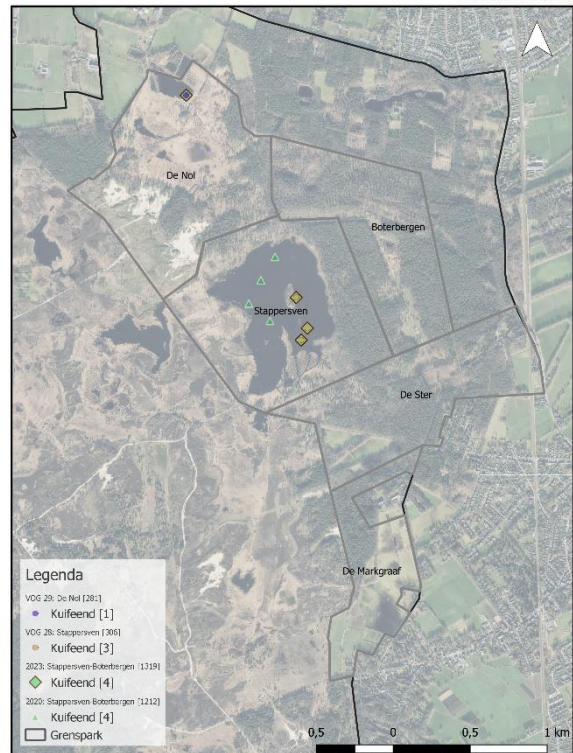 De Nol
Boterbergen
Stappersven
De Ster
De Markgraaf
Legenda
VOG 29: De Nol [281]
Kuifeend [1]
VOG 28: Stappersven [306]
Kuifeend [3]
2023: Stappersven-Boterbergen [1319]
Kuifeend [4]
2020: Stappersven-Boterbergen [1212]
Kuifeend [4]
Grenspark
0,5 0 0,5 1 km